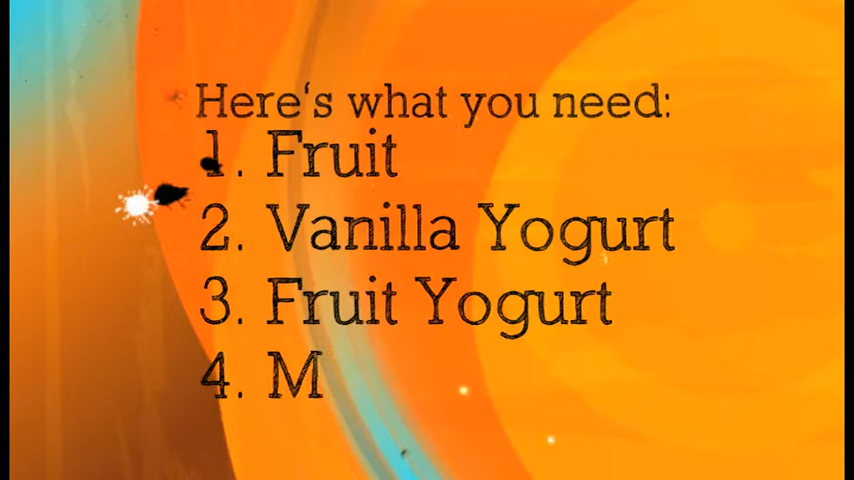 Here's what you need:
1. Fruit
2. Vanilla Yogurt
3. Fruit Yogurt
4. M